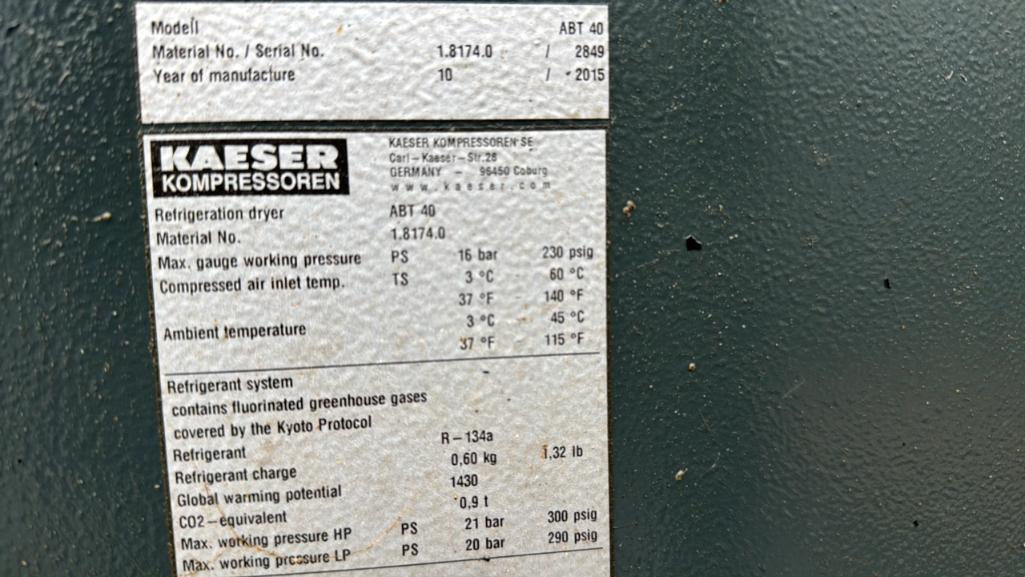 Modell ABT 40
Material No. / Serial No. 1.8174.0 / 2849
Year of manufacture 10 / 2015
KAESER
KOMPRESSOREN
KAESER KOMPRESSOREN SE
Carl-Kaeser-Str.26
GERMANY - 96450 Coburg
www.kaeser.com
Refrigeration dryer ABT 40
Material No. 1.8174.0
Max. gauge working pressure PS 16 bar 230 psig
Compressed air inlet temp. TS 3 °C - 60 °C
37 °F - 140 °F
Ambient temperature 3 °C - 45 °C
37 °F - 115 °F
Refrigerant system
contains fluorinated greenhouse gases
covered by the Kyoto Protocol
Refrigerant R-134a
Refrigerant charge 0,60 kg 1,32 lb
Global warming potential 1430
CO2-equivalent 0,9 t
Max. working pressure HP PS 21 bar 300 psig
Max. working pressure LP PS 20 bar 290 psig